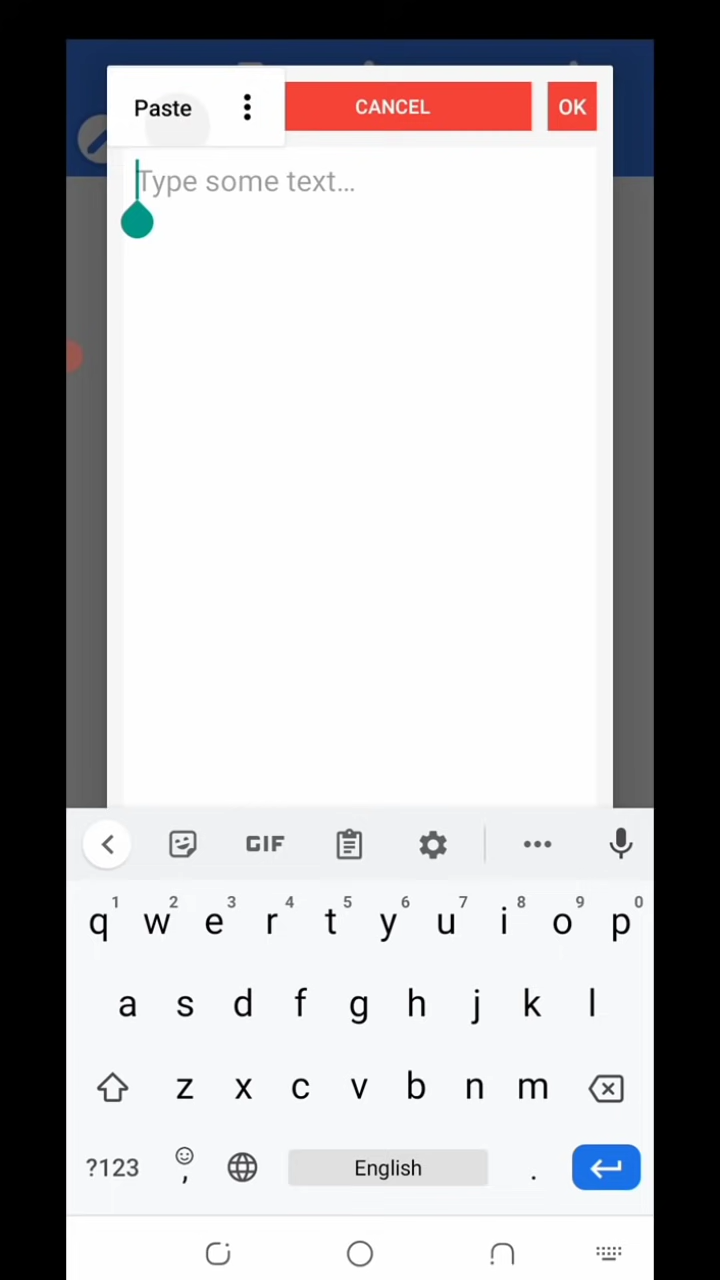 Paste
CANCEL
OK
Type some text...
GIF
1 2 3 4 5 6 7 8 9 0
q w e r t y u i o p
a s d f g h j k l
z x c v b n m
?123 , English .